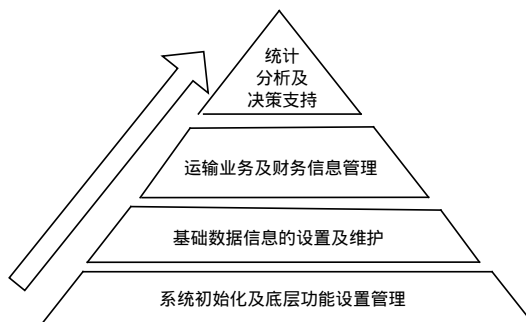 统计
分析及
决策支持
运输业务及财务信息管理
基础数据信息的设置及维护
系统初始化及底层功能设置管理